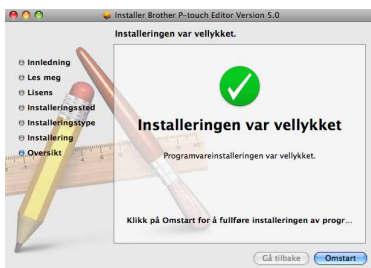 Installer Brother P-touch Editor Version 5.0
Installeringen var vellykket.
Innledning
Les meg
Lisens
Installeringssted
Installeringstype
Installering
Oversikt
Installeringen var vellykket
Programvareinstalleringen var vellykket.
Klikk på Omstart for å fullføre installeringen av progr...
Gå tilbake
Omstart